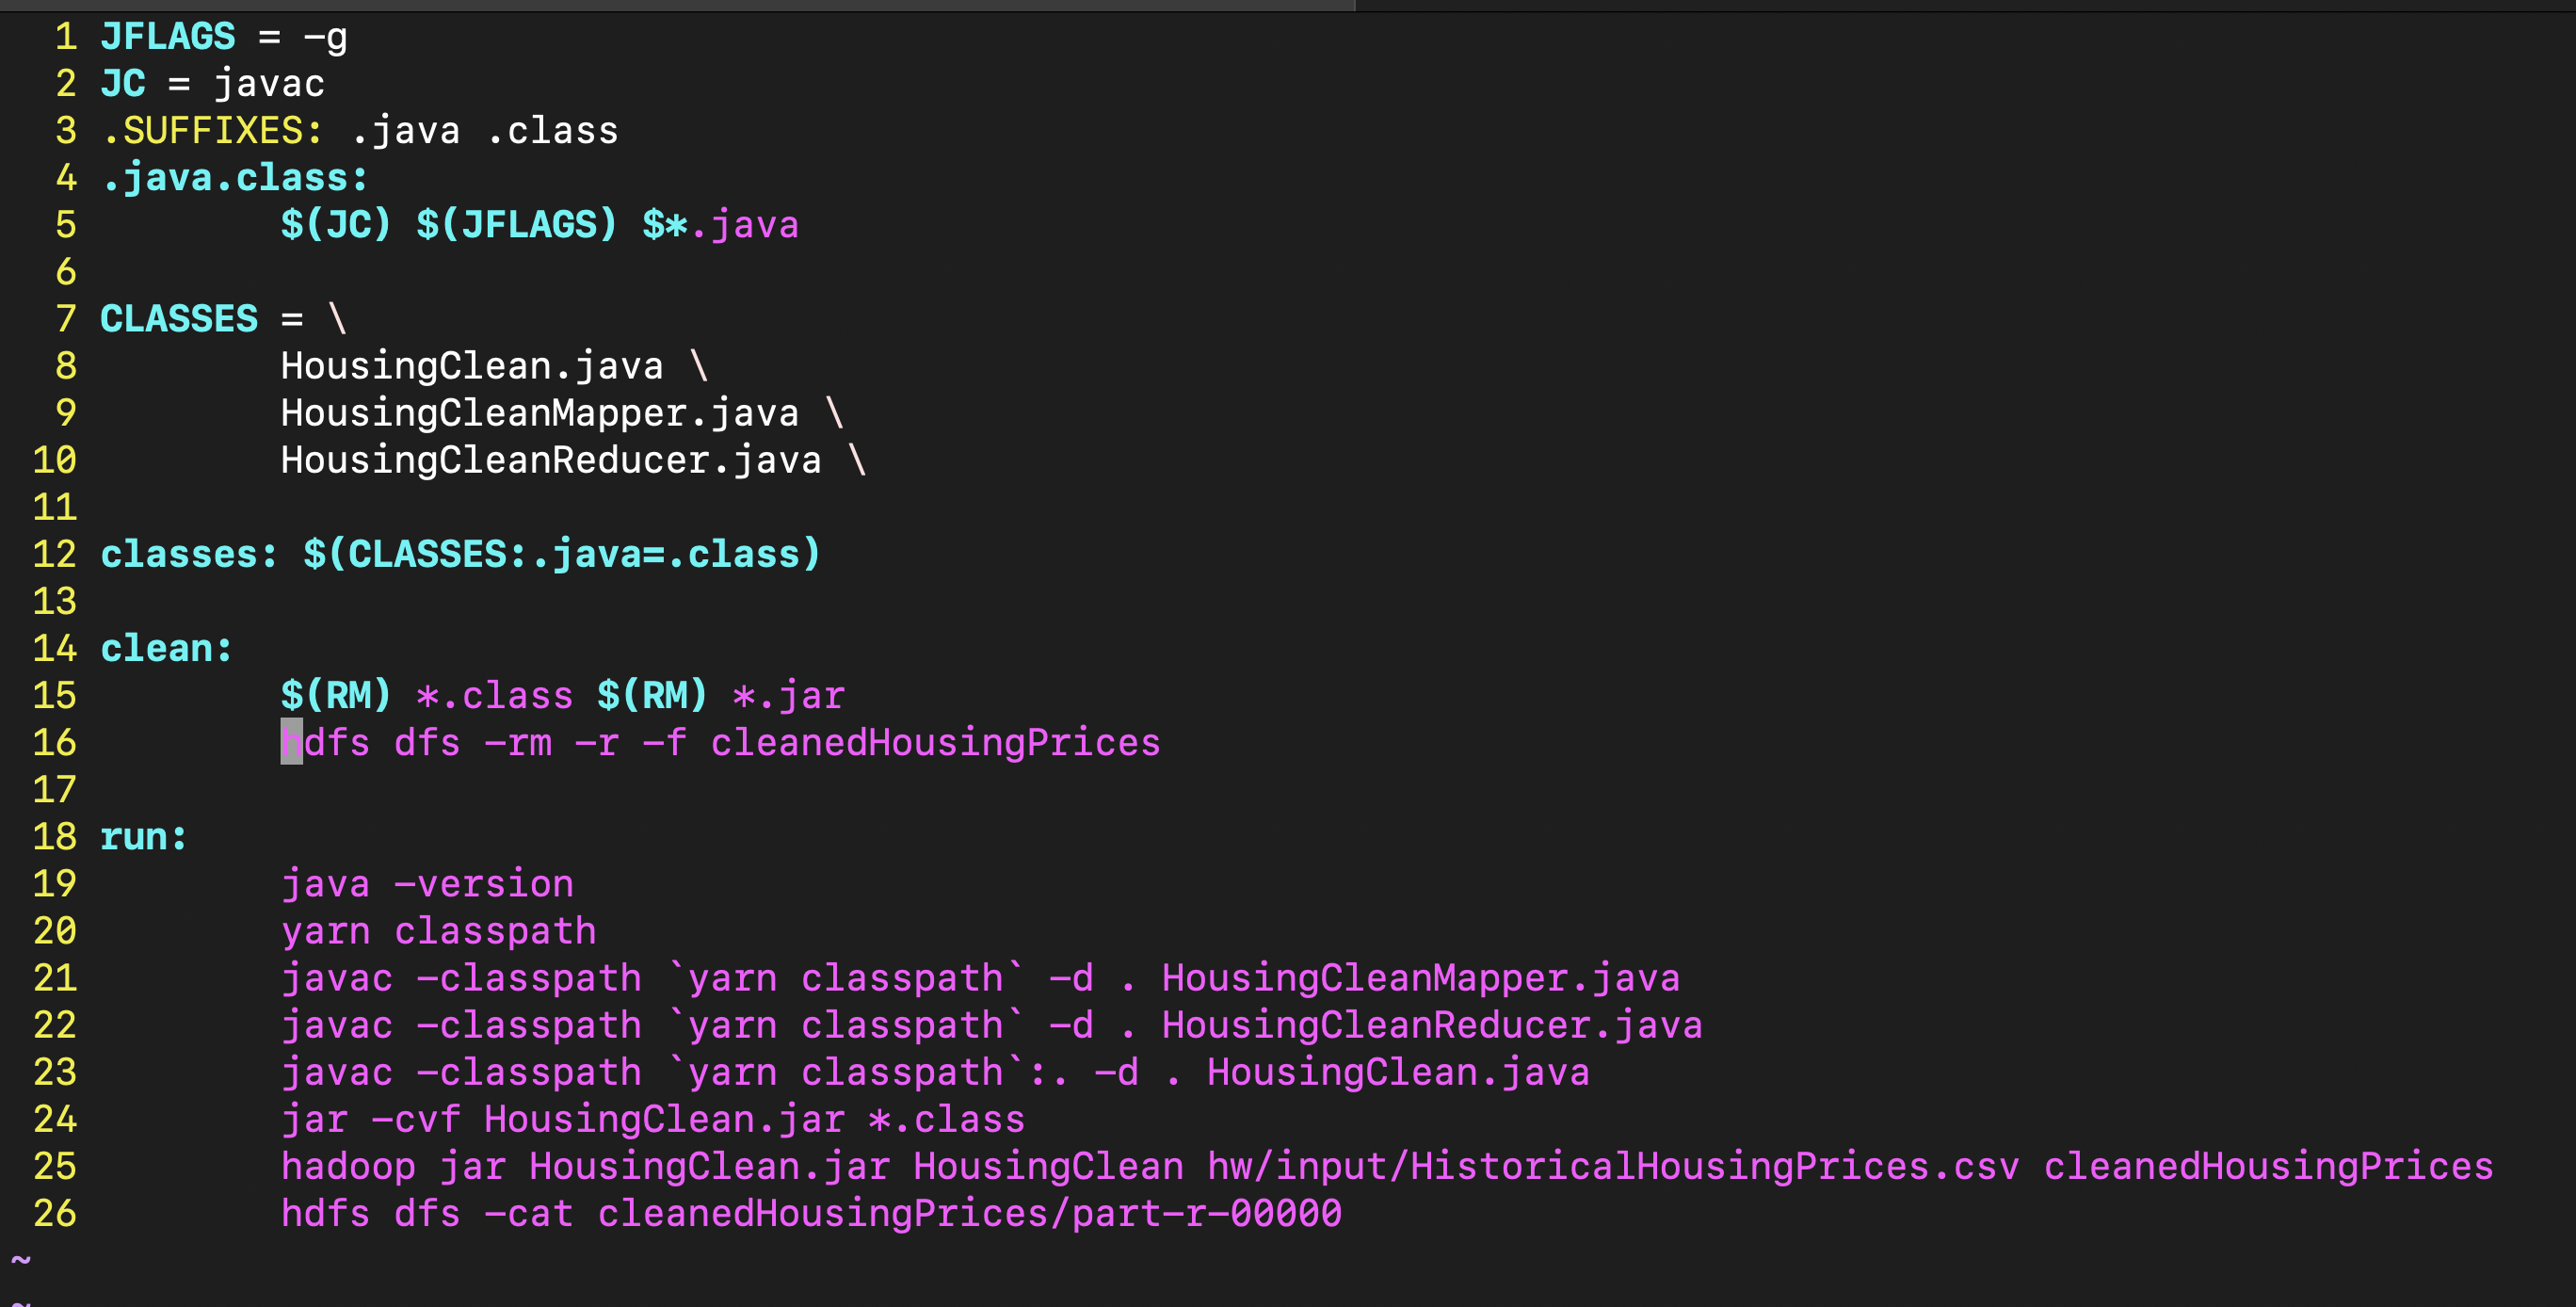 1 JFLAGS = -g
2 JC = javac
3 .SUFFIXES: .java .class
4 .java.class:
5         $(JC) $(JFLAGS) $*.java
6
7 CLASSES = \
8         HousingClean.java \
9         HousingCleanMapper.java \
10         HousingCleanReducer.java \
11
12 classes: $(CLASSES:.java=.class)
13
14 clean:
15         $(RM) *.class $(RM) *.jar
16         hdfs dfs -rm -r -f cleanedHousingPrices
17
18 run:
19         java -version
20         yarn classpath
21         javac -classpath `yarn classpath` -d . HousingCleanMapper.java
22         javac -classpath `yarn classpath` -d . HousingCleanReducer.java
23         javac -classpath `yarn classpath`:. -d . HousingClean.java
24         jar -cvf HousingClean.jar *.class
25         hadoop jar HousingClean.jar HousingClean hw/input/HistoricalHousingPrices.csv cleanedHousingPrices
26         hdfs dfs -cat cleanedHousingPrices/part-r-00000
~
~